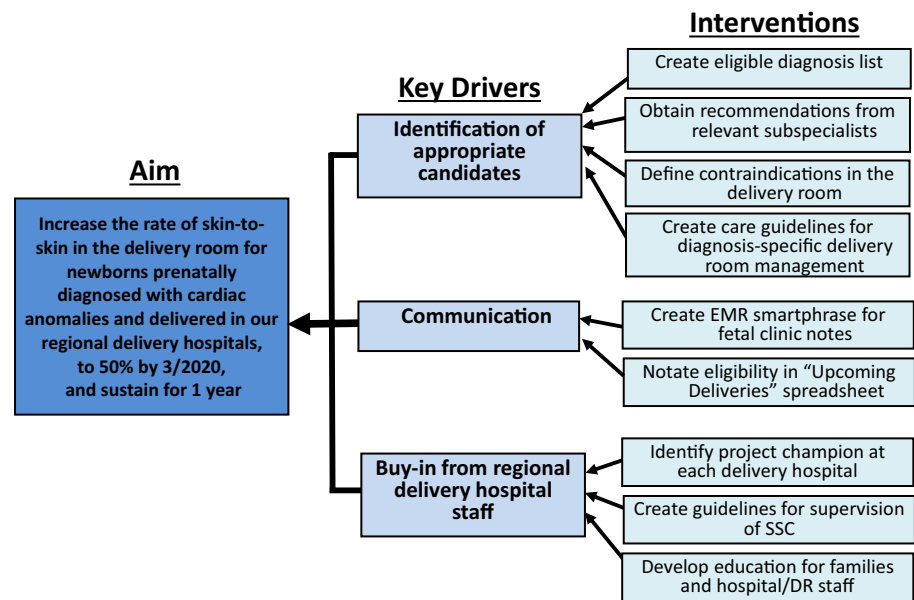 Aim
Increase the rate of skin-to-
skin in the delivery room for
newborns prenatally
diagnosed with cardiac
anomalies and delivered in our
regional delivery hospitals,
to 50% by 3/2020,
and sustain for 1 year
Key Drivers
Identification of
appropriate
candidates
Communication
Buy-in from regional
delivery hospital
staff
Interventions
Create eligible diagnosis list
Obtain recommendations from
relevant subspecialists
Define contraindications in the
delivery room
Create care guidelines for
diagnosis-specific delivery
room management
Create EMR smartphrase for
fetal clinic notes
Notate eligibility in “Upcoming
Deliveries” spreadsheet
Identify project champion at
each delivery hospital
Create guidelines for supervision
of SSC
Develop education for families
and hospital/DR staff